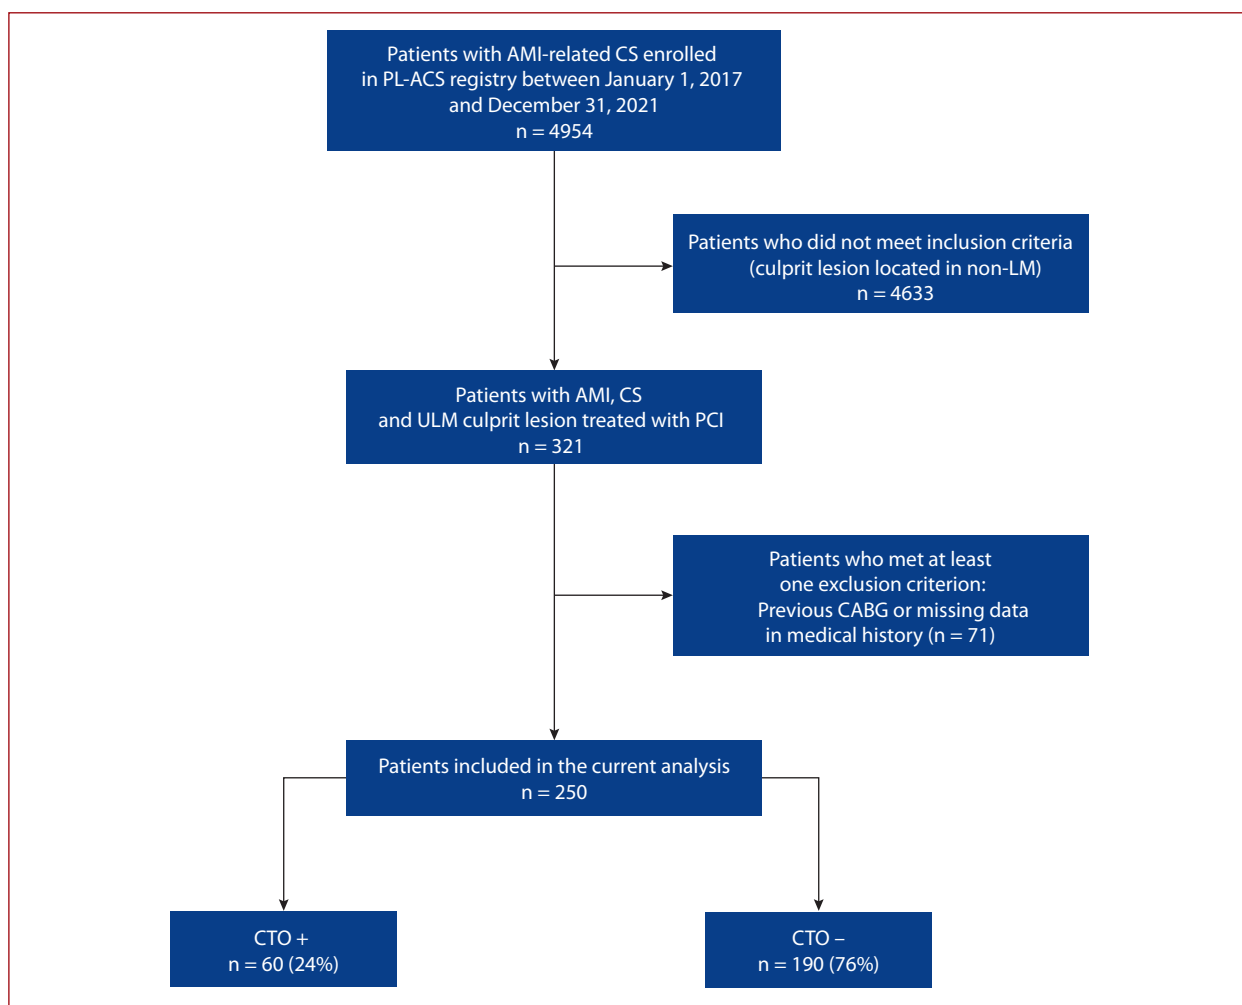 Patients with AMI-related CS enrolled
in PL-ACS registry between January 1, 2017
and December 31, 2021
n = 4954
Patients who did not meet inclusion criteria
(culprit lesion located in non-LM)
n = 4633
Patients with AMI, CS
and ULM culprit lesion treated with PCI
n = 321
Patients who met at least
one exclusion criterion:
Previous CABG or missing data
in medical history (n = 71)
Patients included in the current analysis
n = 250
CTO +
n = 60 (24%)
CTO –
n = 190 (76%)